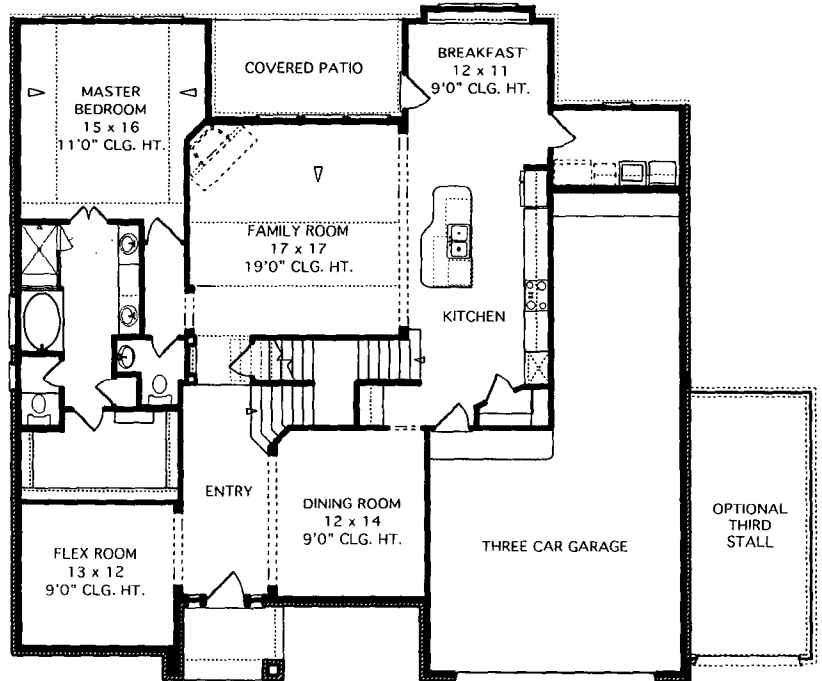 BREAKFAST
12 x 11
9'0" CLG. HT.
COVERED PATIO
MASTER
BEDROOM
15 x 16
11'0" CLG. HT.
FAMILY ROOM
17 x 17
19'0" CLG. HT.
KITCHEN
ENTRY
DINING ROOM
12 x 14
9'0" CLG. HT.
FLEX ROOM
13 x 12
9'0" CLG. HT.
THREE CAR GARAGE
OPTIONAL
THIRD
STALL